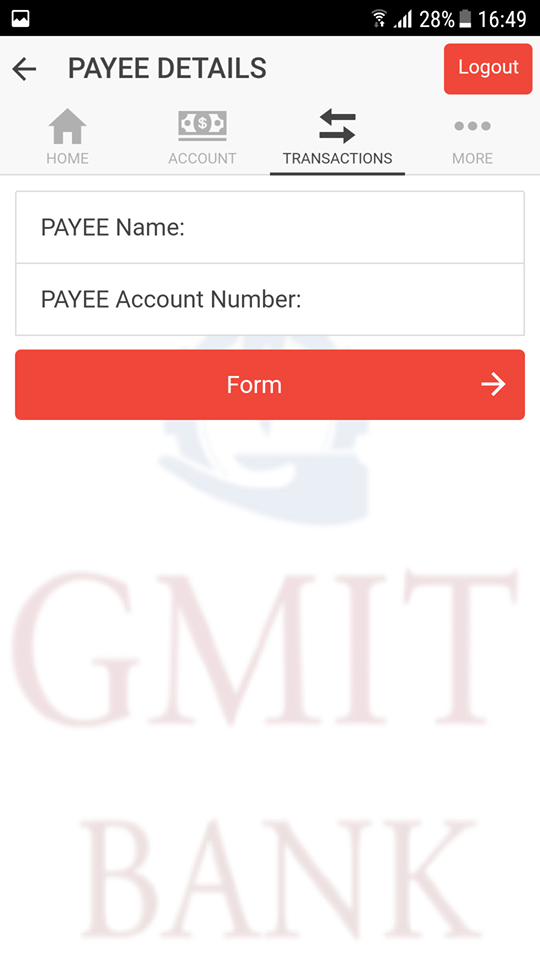 28% 16:49
PAYEE DETAILS
Logout
HOME
ACCOUNT
TRANSACTIONS
MORE
PAYEE Name:
PAYEE Account Number:
Form
GMIT
BANK